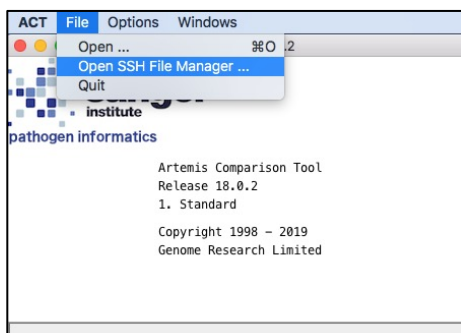 ACT File Options Windows
.2
Open ... ⌘O
Open SSH File Manager ...
Quit
institute
pathogen informatics
Artemis Comparison Tool
Release 18.0.2
1. Standard
Copyright 1998 – 2019
Genome Research Limited